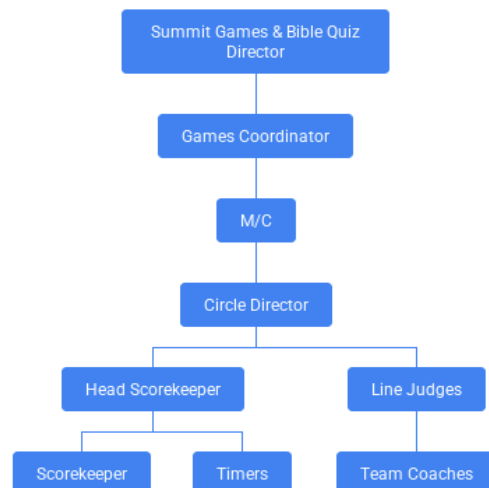 Summit Games & Bible Quiz
Director
Games Coordinator
M/C
Circle Director
Head Scorekeeper
Line Judges
Scorekeeper
Timers
Team Coaches